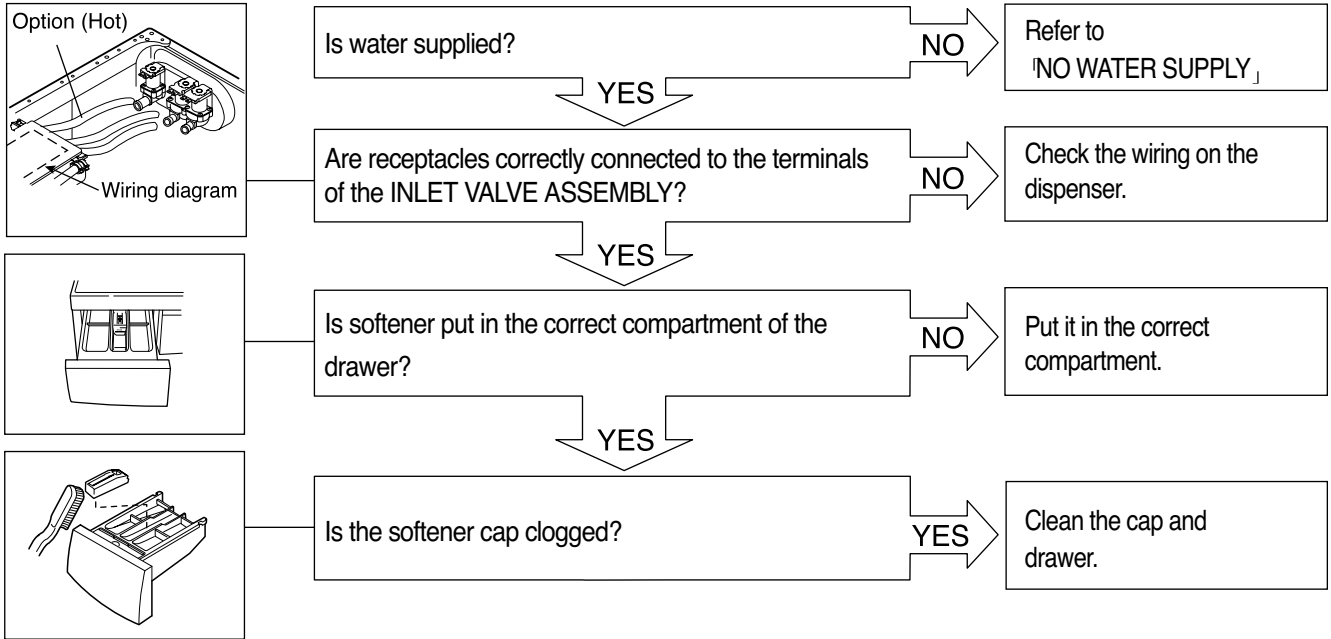 Option (Hot)
Wiring diagram
Is water supplied?
NO
Refer to
「NO WATER SUPPLY」
YES
Are receptacles correctly connected to the terminals
of the INLET VALVE ASSEMBLY?
NO
Check the wiring on the
dispenser.
YES
Is softener put in the correct compartment of the
drawer?
NO
Put it in the correct
compartment.
YES
Is the softener cap clogged?
YES
Clean the cap and
drawer.